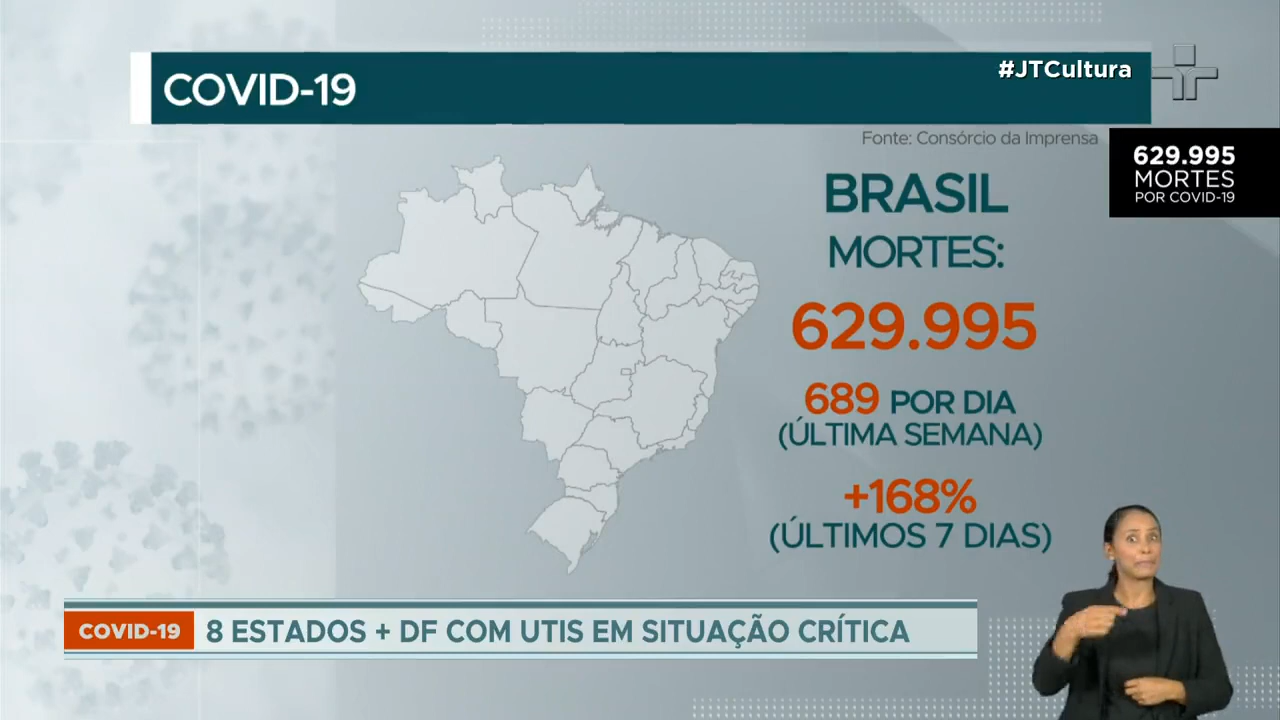 COVID-19
#JTCultura
Fonte: Consórcio da Imprensa
629.995
MORTES
POR COVID-19
BRASIL
MORTES:
629.995
689 POR DIA
(ÚLTIMA SEMANA)
+168%
(ÚLTIMOS 7 DIAS)
COVID-19
8 ESTADOS + DF COM UTIS EM SITUAÇÃO CRÍTICA